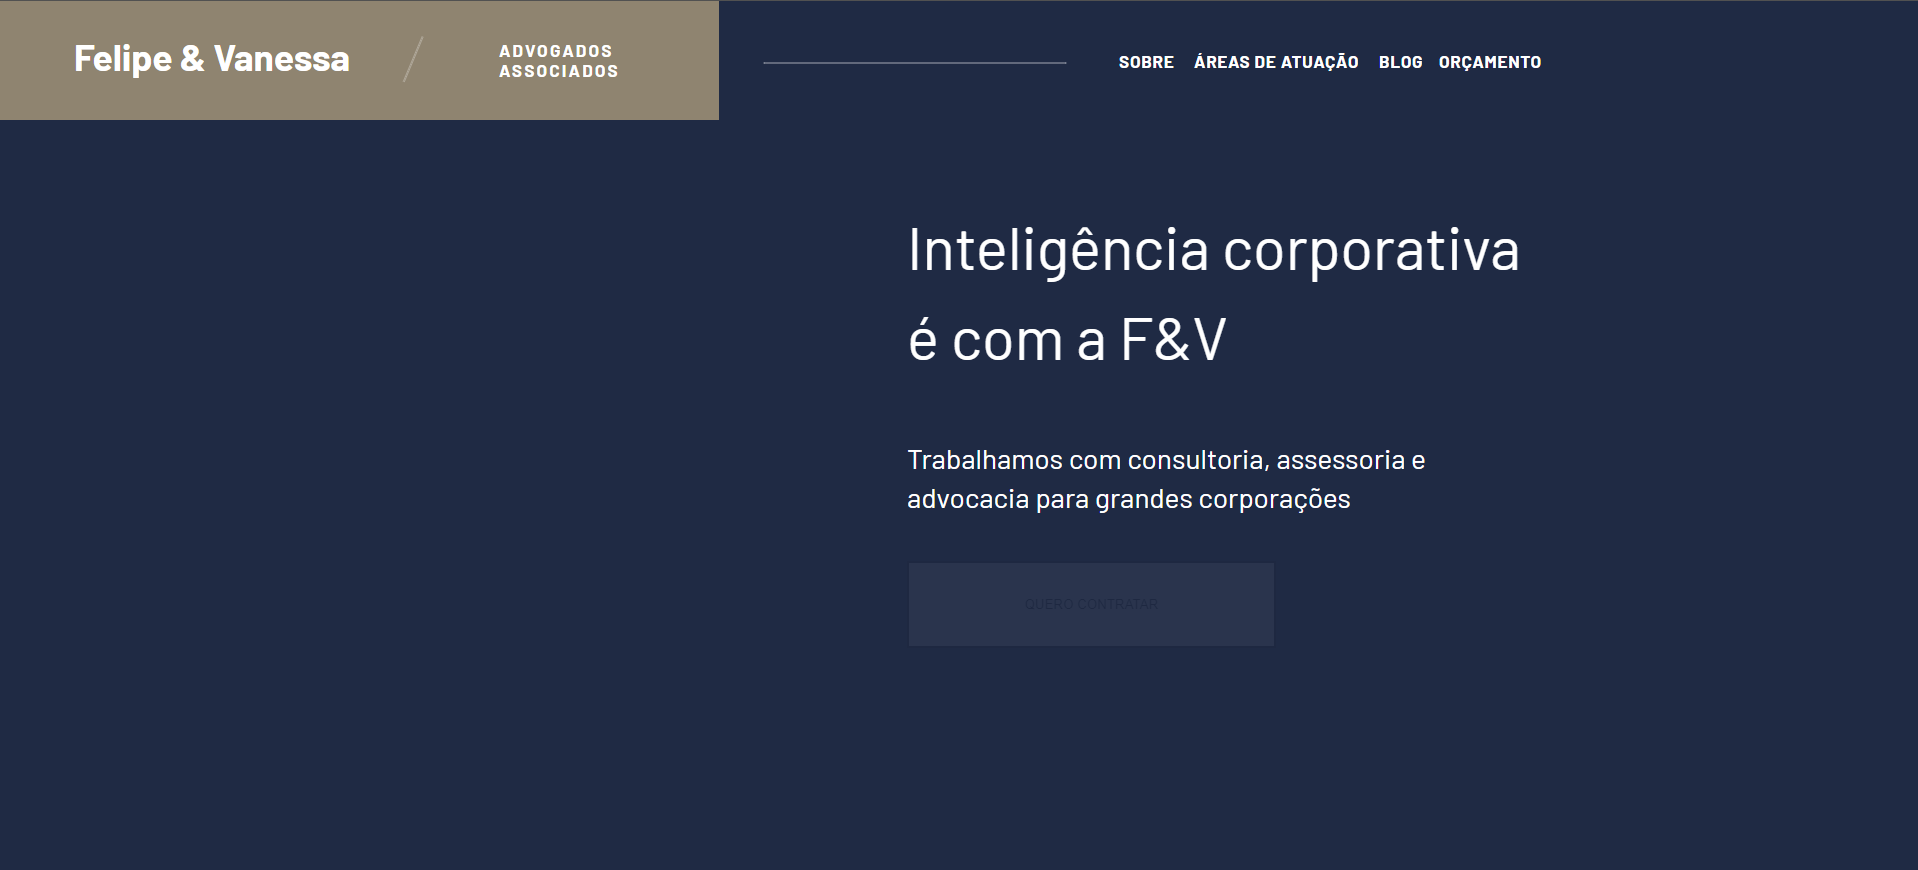 Felipe & Vanessa
ADVOGADOS
ASSOCIADOS
SOBRE ÁREAS DE ATUAÇÃO BLOG ORÇAMENTO
Inteligência corporativa
é com a F&V
Trabalhamos com consultoria, assessoria e
advocacia para grandes corporações
QUERO CONTRATAR